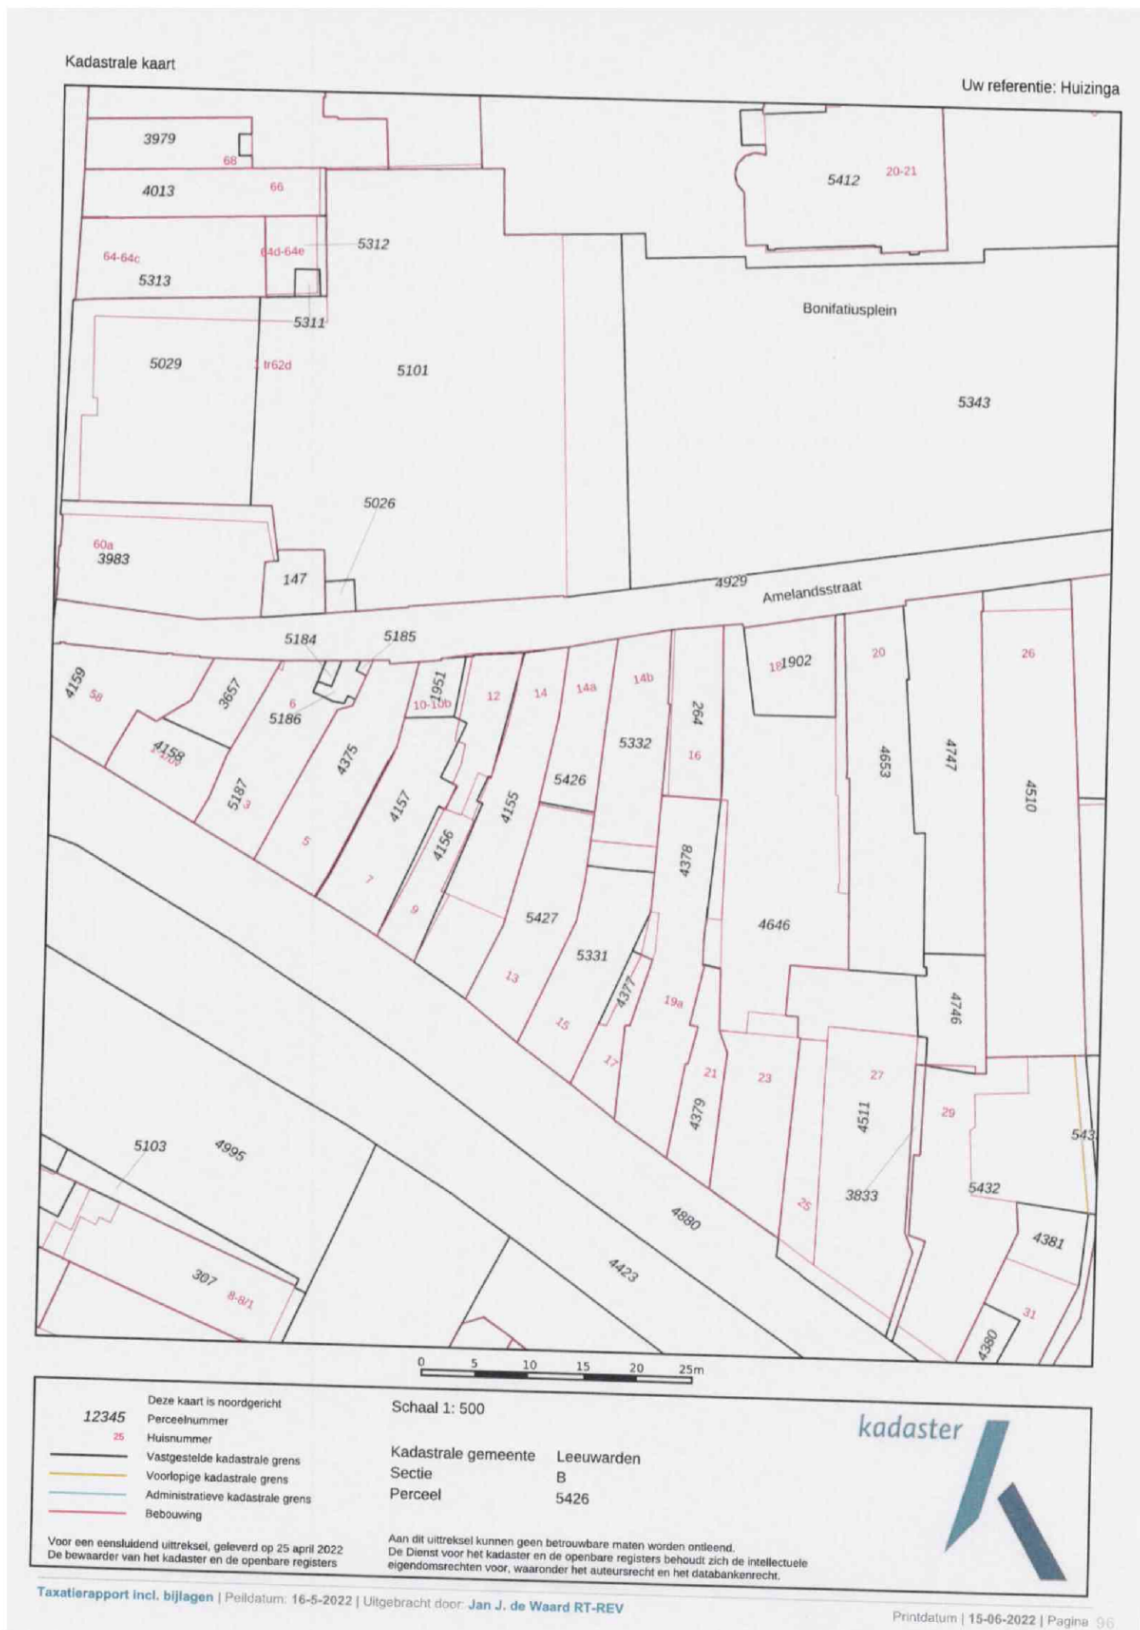 Kadastrale kaart
Uw referentie: Huizinga
3979
68
4013
66
5412
20-21
5312
64-64c
64d-64e
5313
5311
Bonifatiusplein
5029
tr62d
5101
5343
5026
60a
3983
147
4929
Amelandsstraat
5184
5185
4159
58
3657
6
5186
1951
10-10b
12
14
14a
14b
264
16
18
1902
20
26
4158
5187
3
4375
5
4157
7
4156
9
4155
5426
5332
4653
4747
4510
4378
5427
13
5331
15
4377
17
19a
4646
4746
21
4379
23
27
4511
29
543
5432
3833
25
4381
31
4380
5103
4995
4880
4423
307
8-8/1
0 5 10 15 20 25m
Deze kaart is noordgericht
12345 Perceelnummer
25 Huisnummer
Vastgestelde kadastrale grens
Voorlopige kadastrale grens
Administratieve kadastrale grens
Bebouwing
Voor een eensluidend uittreksel, geleverd op 25 april 2022
De bewaarder van het kadaster en de openbare registers
Schaal 1: 500
Kadastrale gemeente Leeuwarden
Sectie B
Perceel 5426
Aan dit uittreksel kunnen geen betrouwbare maten worden ontleend.
De Dienst voor het kadaster en de openbare registers behoudt zich de intellectuele
eigendomsrechten voor, waaronder het auteursrecht en het databankenrecht.
kadaster
Taxatierapport incl. bijlagen | Peildatum: 16-5-2022 | Uitgebracht door: Jan J. de Waard RT-REV
Printdatum | 15-06-2022 | Pagina 96